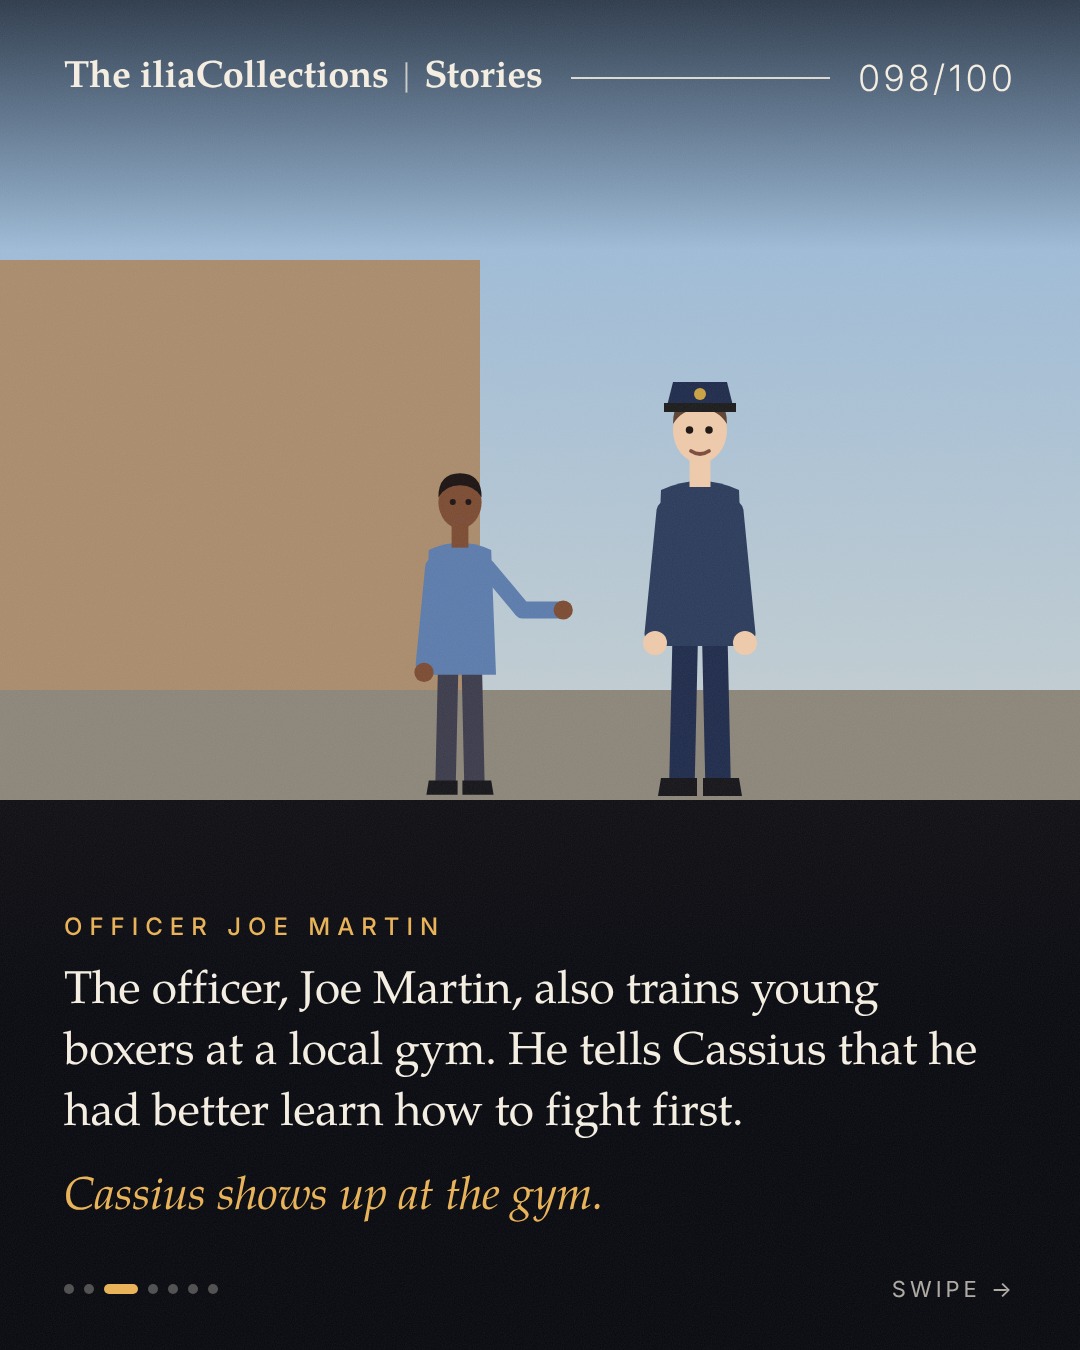 The iliaCollections | Stories 098/100
OFFICER JOE MARTIN
The officer, Joe Martin, also trains young
boxers at a local gym. He tells Cassius that he
had better learn how to fight first.
Cassius shows up at the gym.
SWIPE →